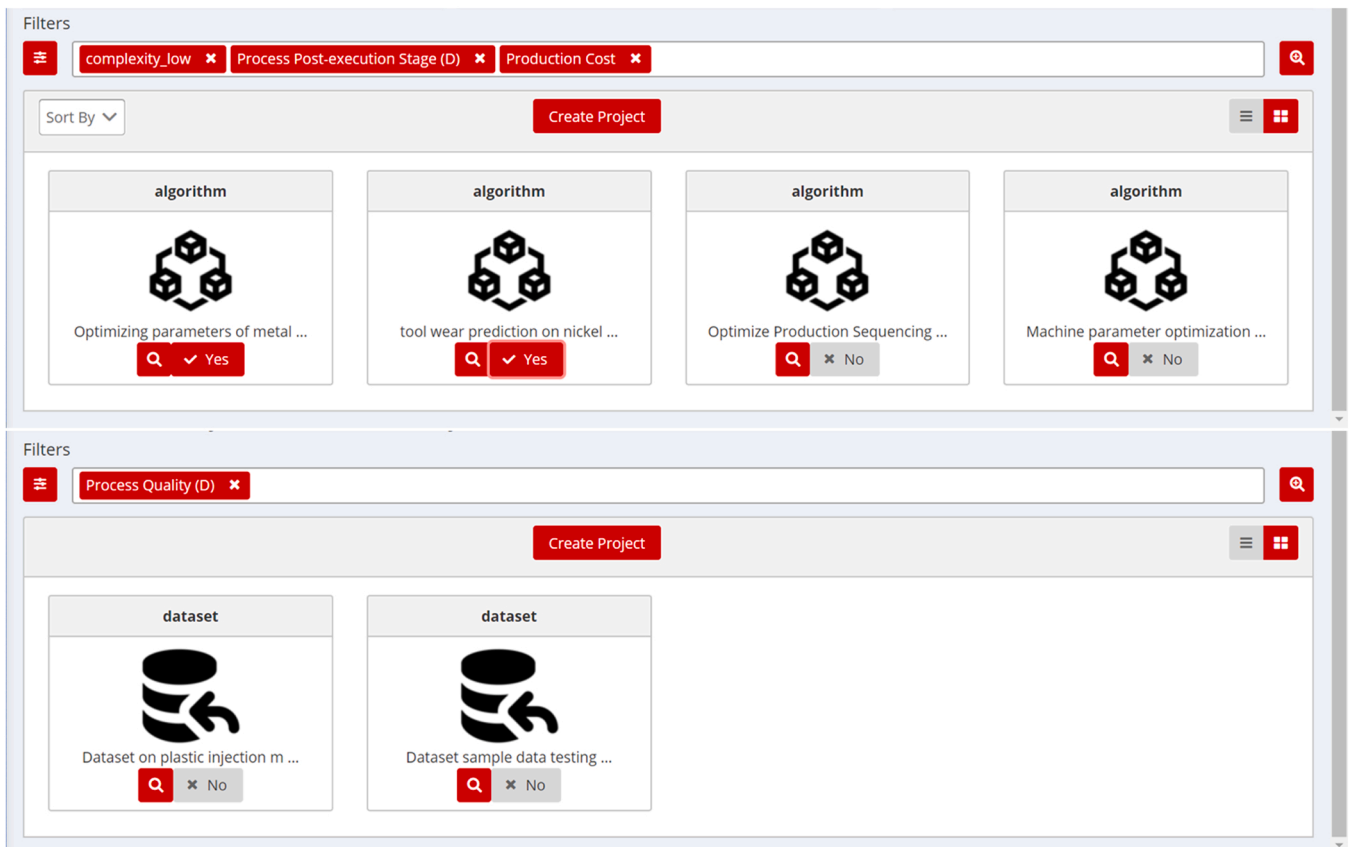 Filters
complexity_low
Process Post-execution Stage (D)
Production Cost
Sort By
Create Project
algorithm
algorithm
algorithm
algorithm
Optimizing parameters of metal ...
tool wear prediction on nickel ...
Optimize Production Sequencing ...
Machine parameter optimization ...
Yes
Yes
No
No
Filters
Process Quality (D)
Create Project
dataset
dataset
Dataset on plastic injection m ...
Dataset sample data testing ...
No
No